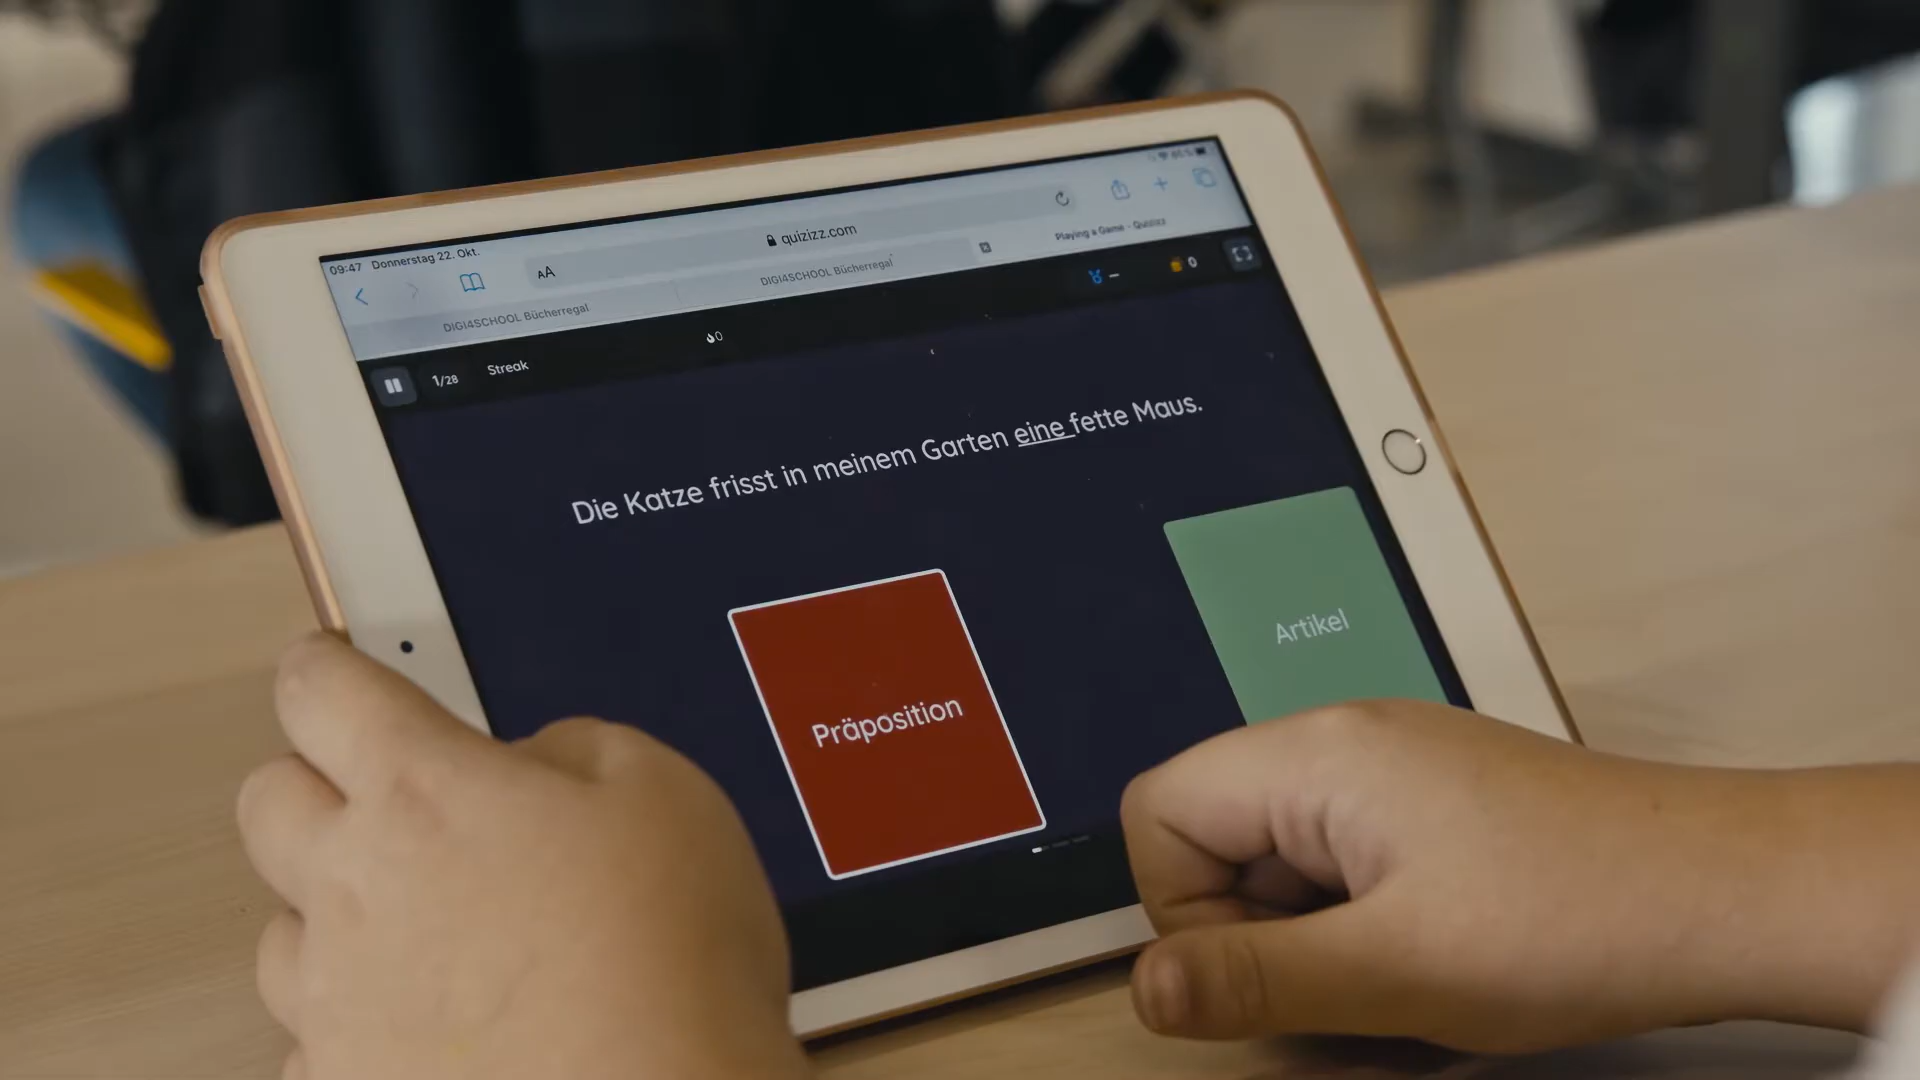 09:47 Donnerstag 22. Okt.
AA
quizizz.com
DIGI4SCHOOL Bücherregal
DIGI4SCHOOL Bücherregal
Playing a Game - Quizizz
1/28
Streak
0
0
Die Katze frisst in meinem Garten eine fette Maus.
Präposition
Artikel